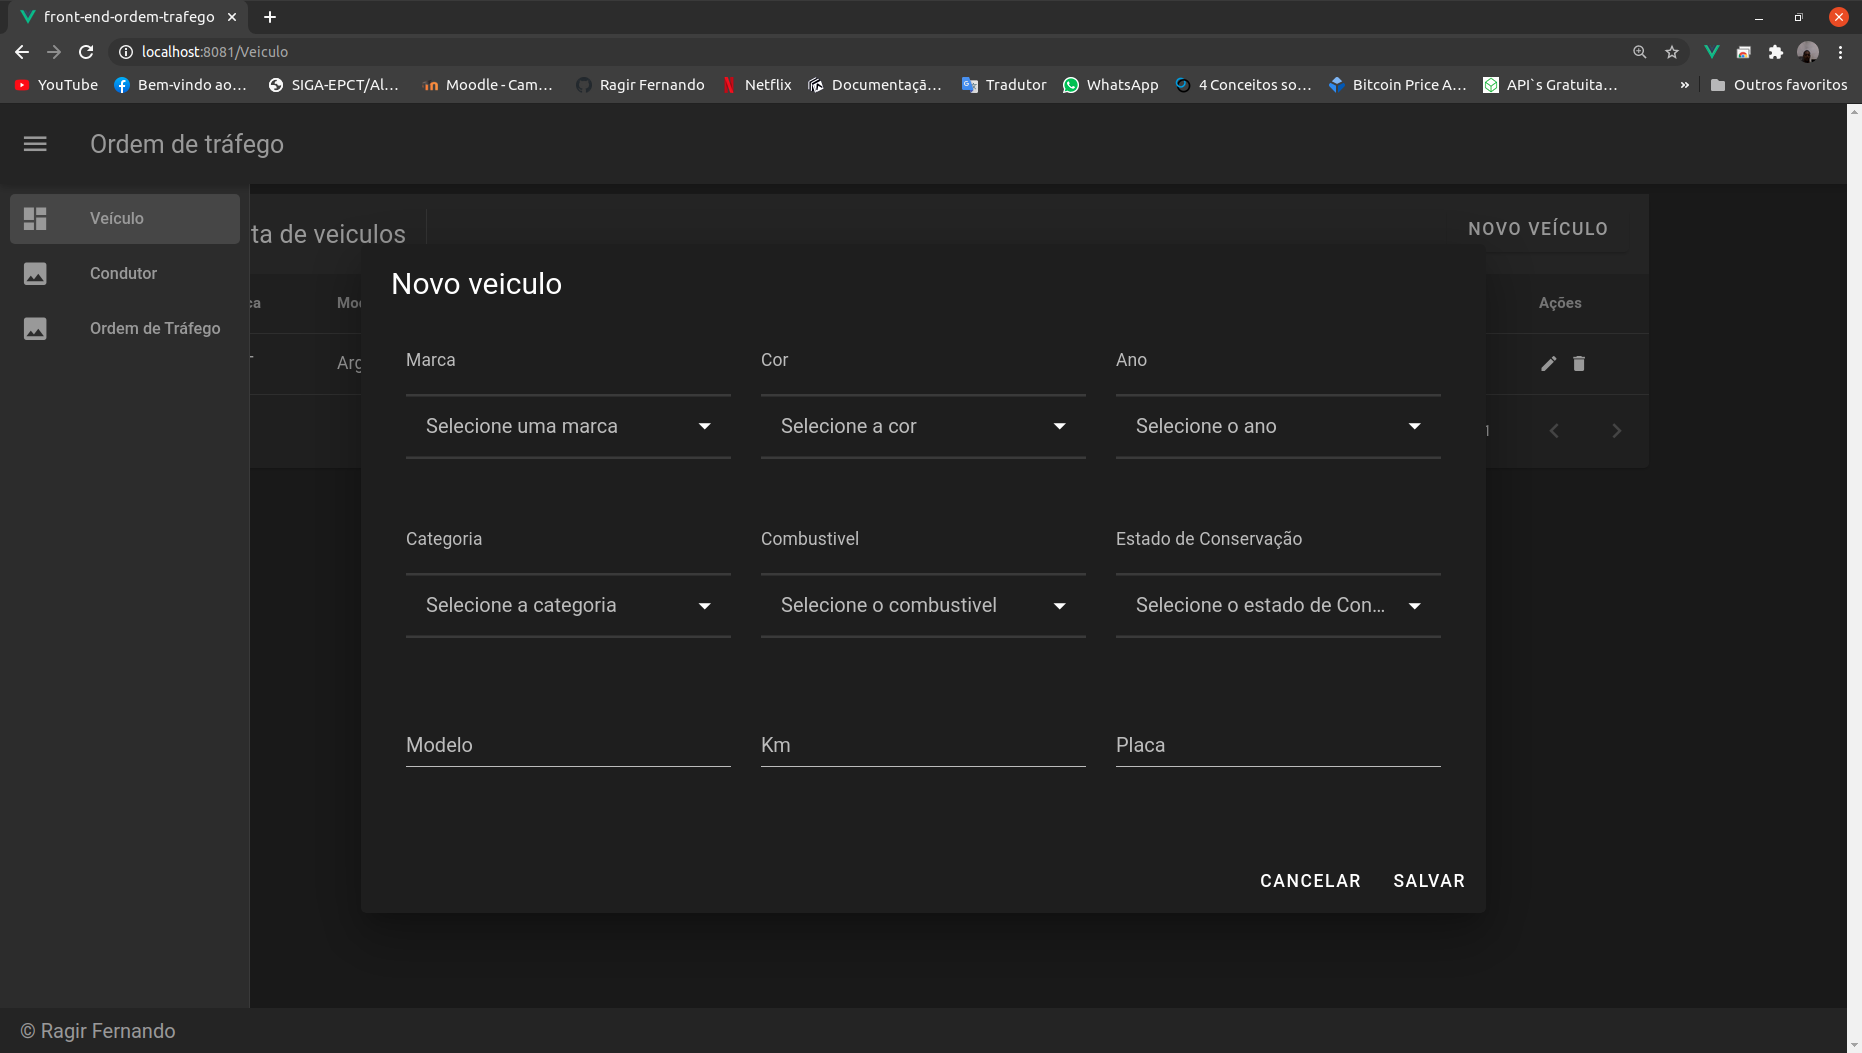 front-end-ordem-trafego
localhost:8081/Veiculo
YouTube
Bem-vindo ao...
SIGA-EPCT/Al...
Moodle - Cam...
Ragir Fernando
Netflix
Documentaçã...
Tradutor
WhatsApp
4 Conceitos so...
Bitcoin Price A...
API`s Gratuita...
»
Outros favoritos
Ordem de tráfego
Veículo
Condutor
Ordem de Tráfego
ta de veiculos
NOVO VEÍCULO
ca
Mo
Ações
Arg
1
Novo veiculo
Marca
Cor
Ano
Selecione uma marca
Selecione a cor
Selecione o ano
Categoria
Combustivel
Estado de Conservação
Selecione a categoria
Selecione o combustivel
Selecione o estado de Con...
Modelo
Km
Placa
CANCELAR
SALVAR
© Ragir Fernando